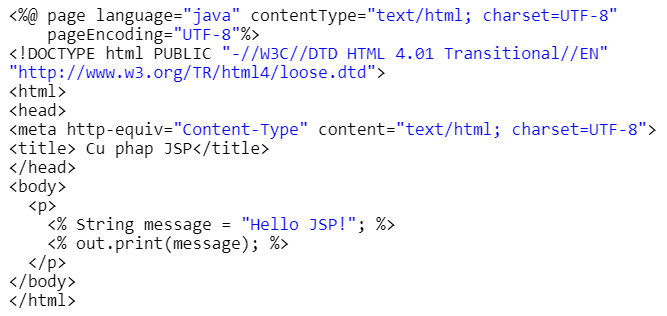 <%@ page language="java" contentType="text/html; charset=UTF-8"
    pageEncoding="UTF-8"%>
<!DOCTYPE html PUBLIC "-//W3C//DTD HTML 4.01 Transitional//EN"
"http://www.w3.org/TR/html4/loose.dtd">
<html>
<head>
<meta http-equiv="Content-Type" content="text/html; charset=UTF-8">
<title> Cu phap JSP</title>
</head>
<body>
  <p>
    <% String message = "Hello JSP!"; %>
    <% out.print(message); %>
  </p>
</body>
</html>